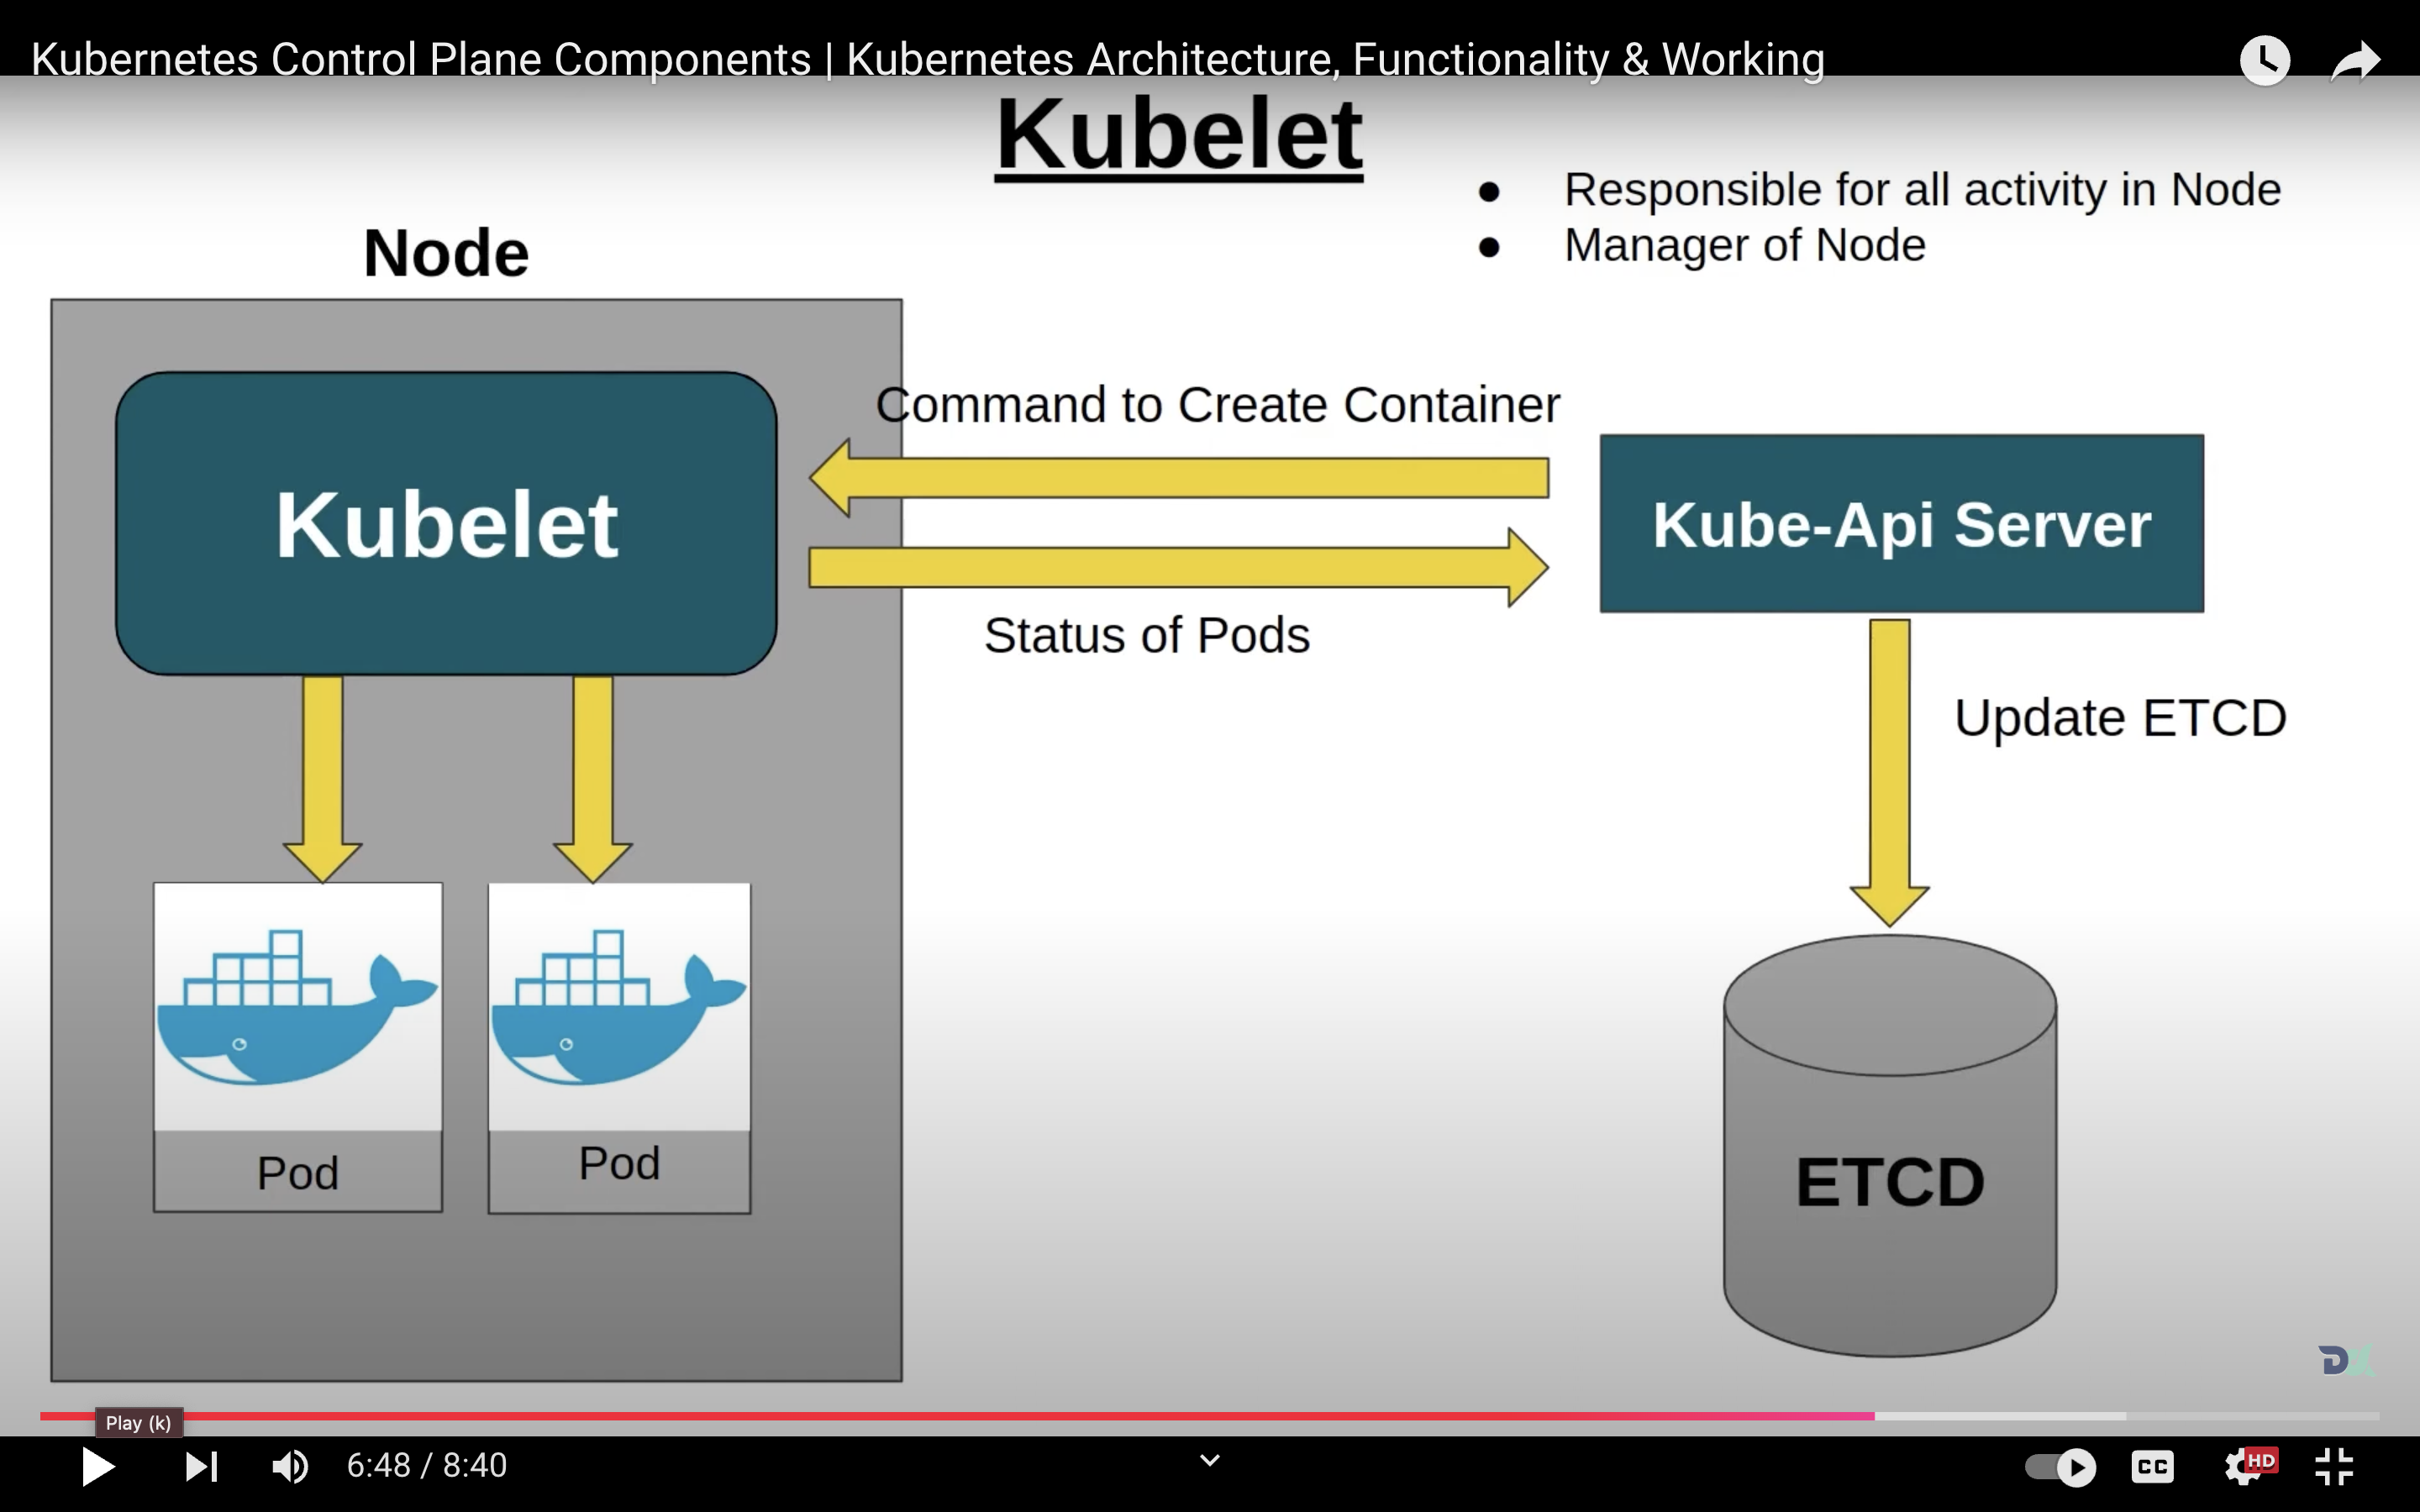 Kubernetes Control Plane Components | Kubernetes Architecture, Functionality & Working
Kubelet
● Responsible for all activity in Node
● Manager of Node
Node
Command to Create Container
Kubelet
Kube-Api Server
Status of Pods
Update ETCD
Pod
Pod
ETCD
DX
Play (k)
6:48 / 8:40
CC
HD